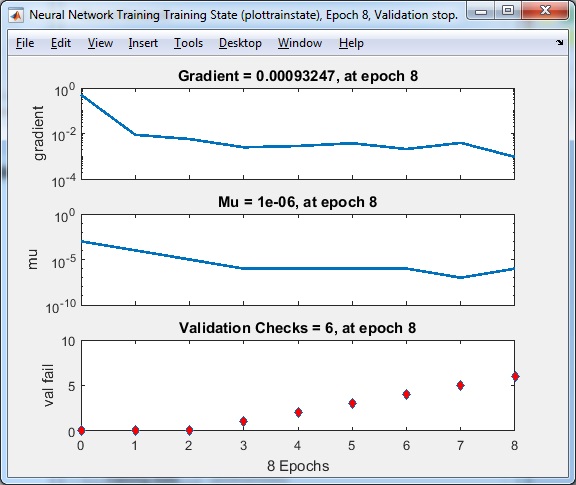 Neural Network Training Training State (plottrainstate), Epoch 8, Validation stop.
File Edit View Insert Tools Desktop Window Help
Gradient = 0.00093247, at epoch 8
gradient
10^0
10^-2
10^-4
Mu = 1e-06, at epoch 8
mu
10^0
10^-5
10^-10
Validation Checks = 6, at epoch 8
val fail
10
5
0
0 1 2 3 4 5 6 7 8
8 Epochs